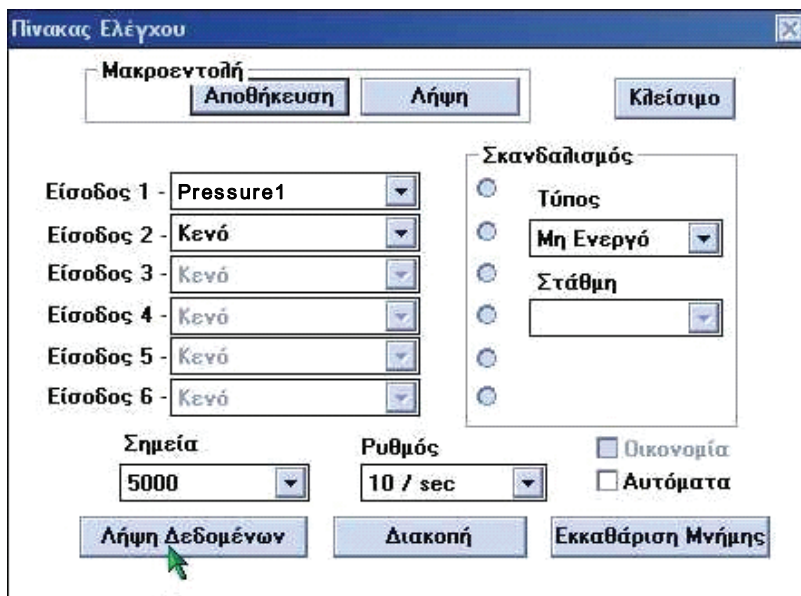 Πίνακας Ελέγχου
Μακροεντολή
Αποθήκευση Λήψη Κλείσιμο
Σκανδαλισμός
Είσοδος 1 - Pressure1
Τύπος
Είσοδος 2 - Κενό Μη Ενεργό
Είσοδος 3 - Κενό
Στάθμη
Είσοδος 4 - Κενό
Είσοδος 5 - Κενό
Είσοδος 6 - Κενό
Σημεία Ρυθμός Οικονομία
5000 10 / sec Αυτόματα
Λήψη Δεδομένων Διακοπή Εκκαθάριση Μνήμης